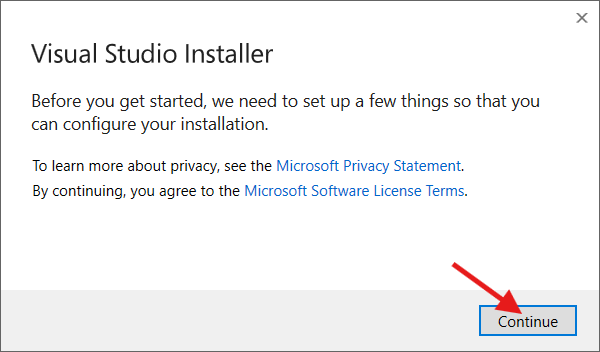 Visual Studio Installer
Before you get started, we need to set up a few things so that you
can configure your installation.
To learn more about privacy, see the Microsoft Privacy Statement.
By continuing, you agree to the Microsoft Software License Terms.
Continue